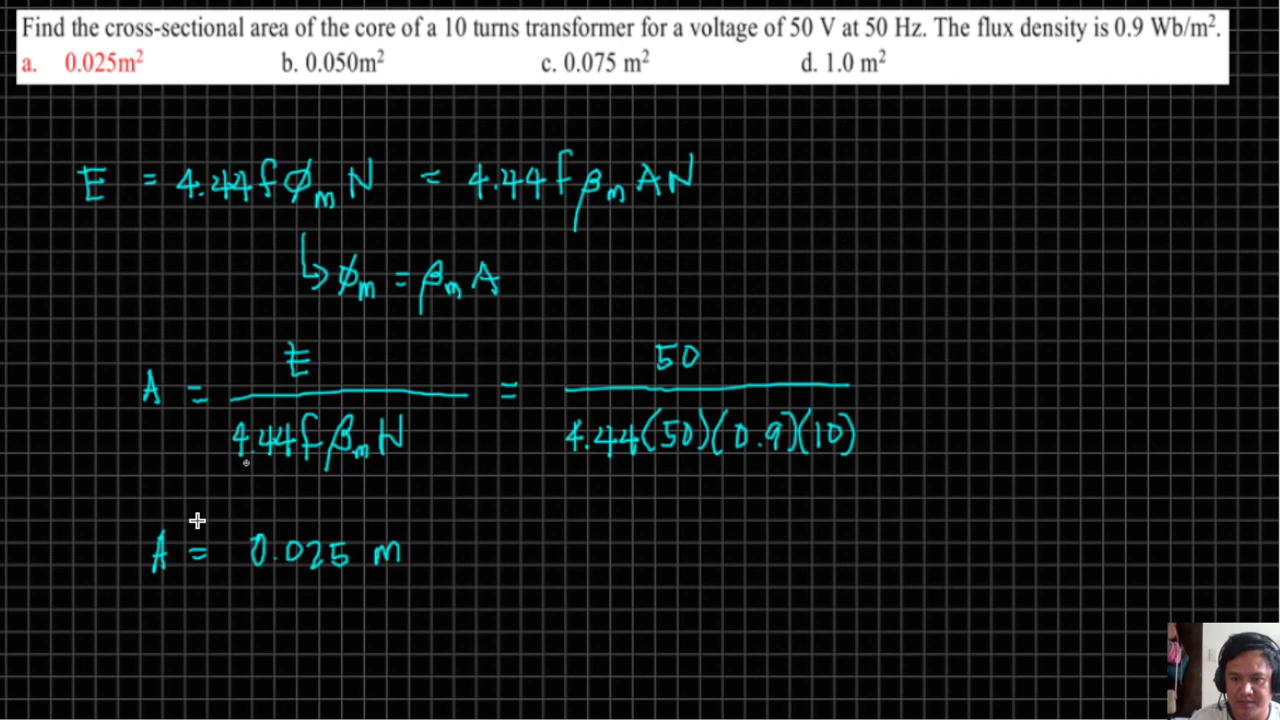 Find the cross-sectional area of the core of a 10 turns transformer for a voltage of 50 V at 50 Hz. The flux density is 0.9 Wb/m².
a. 0.025m² b. 0.050m² c. 0.075 m² d. 1.0 m²
E = 4.44fϕₘN = 4.44fβₘAN
↳ ϕₘ = βₘA
A = E / 4.44fβₘN = 50 / 4.44(50)(0.9)(10)
A = 0.025 m